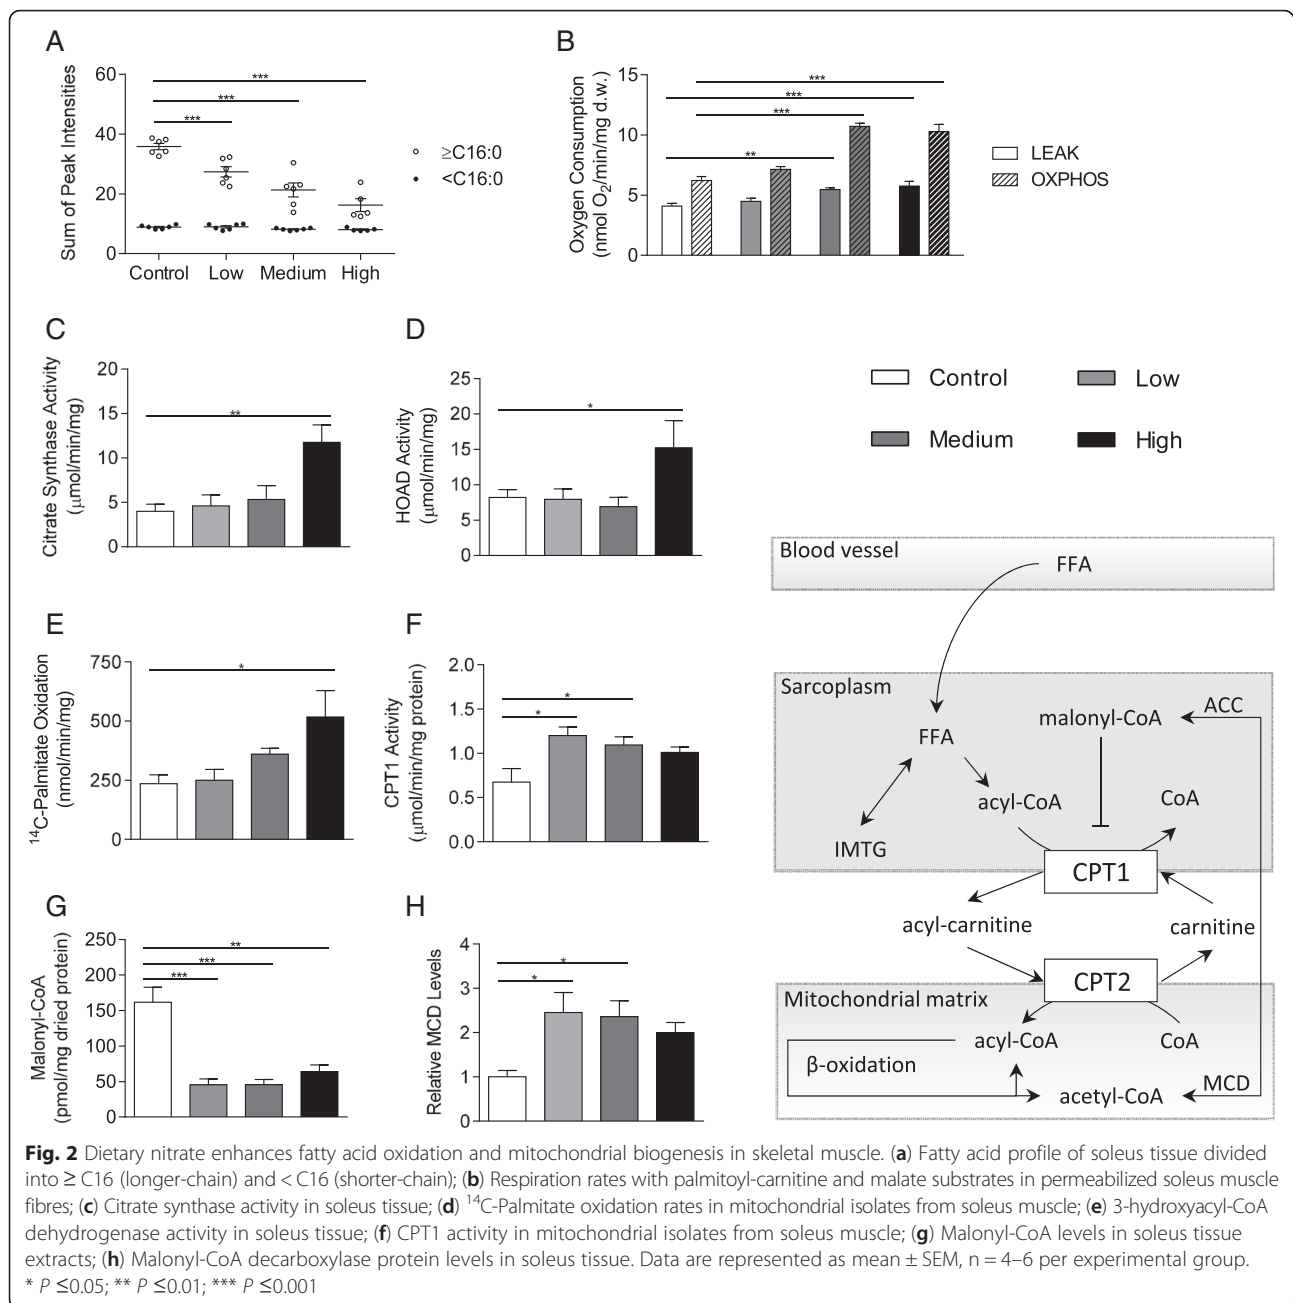 A
Sum of Peak Intensities
60
40
20
0
***
***
***
Control Low Medium High
≥C16:0
<C16:0
B
Oxygen Consumption
(nmol O2/min/mg d.w.)
15
10
5
0
***
***
***
**
LEAK
OXPHOS
C
Citrate Synthase Activity
(μmol/min/mg)
20
15
10
5
0
**
D
HOAD Activity
(μmol/min/mg)
25
20
15
10
5
0
*
Control
Low
Medium
High
E
14C-Palmitate Oxidation
(nmol/min/mg)
750
500
250
0
*
F
CPT1 Activity
(μmol/min/mg protein)
2.0
1.5
1.0
0.5
0.0
*
*
G
Malonyl-CoA
(pmol/mg dried protein)
250
200
150
100
50
0
**
***
***
H
Relative MCD Levels
4
3
2
1
0
*
*
Blood vessel
FFA
Sarcoplasm
malonyl-CoA
ACC
FFA
acyl-CoA
CoA
IMTG
CPT1
acyl-carnitine
carnitine
CPT2
Mitochondrial matrix
acyl-CoA
CoA
β-oxidation
acetyl-CoA
MCD
Fig. 2 Dietary nitrate enhances fatty acid oxidation and mitochondrial biogenesis in skeletal muscle. (a) Fatty acid profile of soleus tissue divided
into ≥ C16 (longer-chain) and < C16 (shorter-chain); (b) Respiration rates with palmitoyl-carnitine and malate substrates in permeabilized soleus muscle
fibres; (c) Citrate synthase activity in soleus tissue; (d) 14C-Palmitate oxidation rates in mitochondrial isolates from soleus muscle; (e) 3-hydroxyacyl-CoA
dehydrogenase activity in soleus tissue; (f) CPT1 activity in mitochondrial isolates from soleus muscle; (g) Malonyl-CoA levels in soleus tissue
extracts; (h) Malonyl-CoA decarboxylase protein levels in soleus tissue. Data are represented as mean ± SEM, n = 4–6 per experimental group.
* P ≤0.05; ** P ≤0.01; *** P ≤0.001